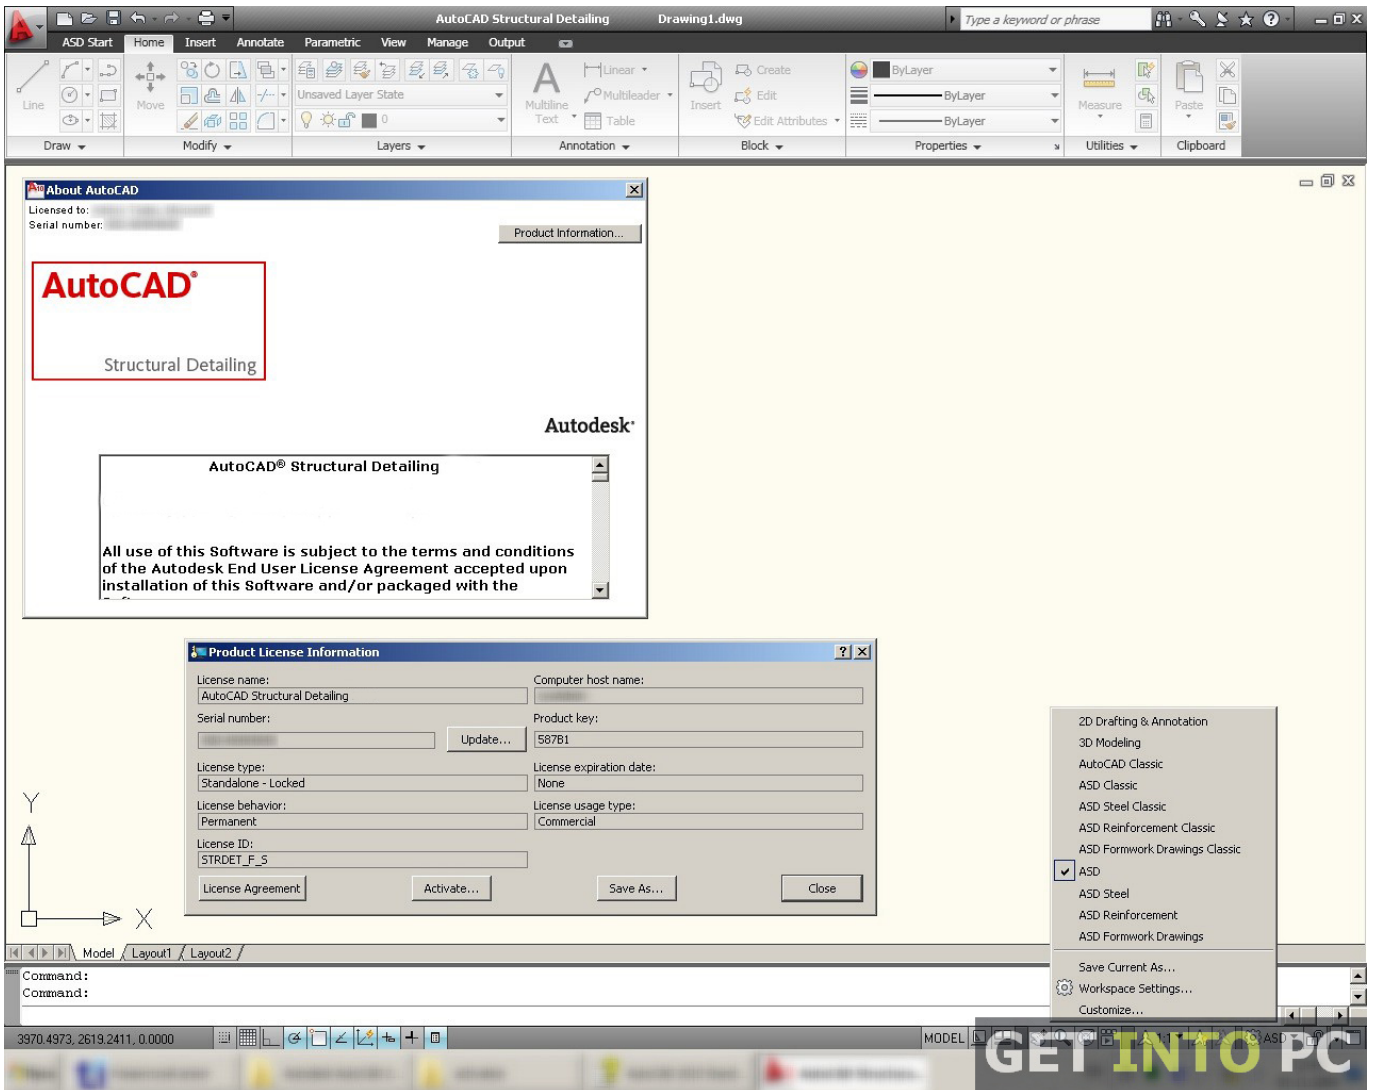 AutoCAD Structural Detailing Drawing1.dwg
Type a keyword or phrase
ASD Start Home Insert Annotate Parametric View Manage Output
Line
Move
Unsaved Layer State
0
Multiline
Text
Linear
Multileader
Table
Insert
Create
Edit
Edit Attributes
ByLayer
ByLayer
ByLayer
Measure
Paste
Draw Modify Layers Annotation Block Properties Utilities Clipboard
About AutoCAD
Licensed to:
Serial number:
Product Information...
AutoCAD®
Structural Detailing
Autodesk
AutoCAD® Structural Detailing
All use of this Software is subject to the terms and conditions
of the Autodesk End User License Agreement accepted upon
installation of this Software and/or packaged with the
Product License Information
License name:
AutoCAD Structural Detailing
Computer host name:
Serial number:
Update...
Product key:
587B1
License type:
Standalone - Locked
License expiration date:
None
License behavior:
Permanent
License usage type:
Commercial
License ID:
STRDET_F_S
License Agreement Activate... Save As... Close
2D Drafting & Annotation
3D Modeling
AutoCAD Classic
ASD Classic
ASD Steel Classic
ASD Reinforcement Classic
ASD Formwork Drawings Classic
ASD
ASD Steel
ASD Reinforcement
ASD Formwork Drawings
Save Current As...
Workspace Settings...
Customize...
Y
X
Model Layout1 Layout2
Command:
Command:
3970.4973, 2619.2411, 0.0000
MODEL
1:1
ASD
GET INTO PC